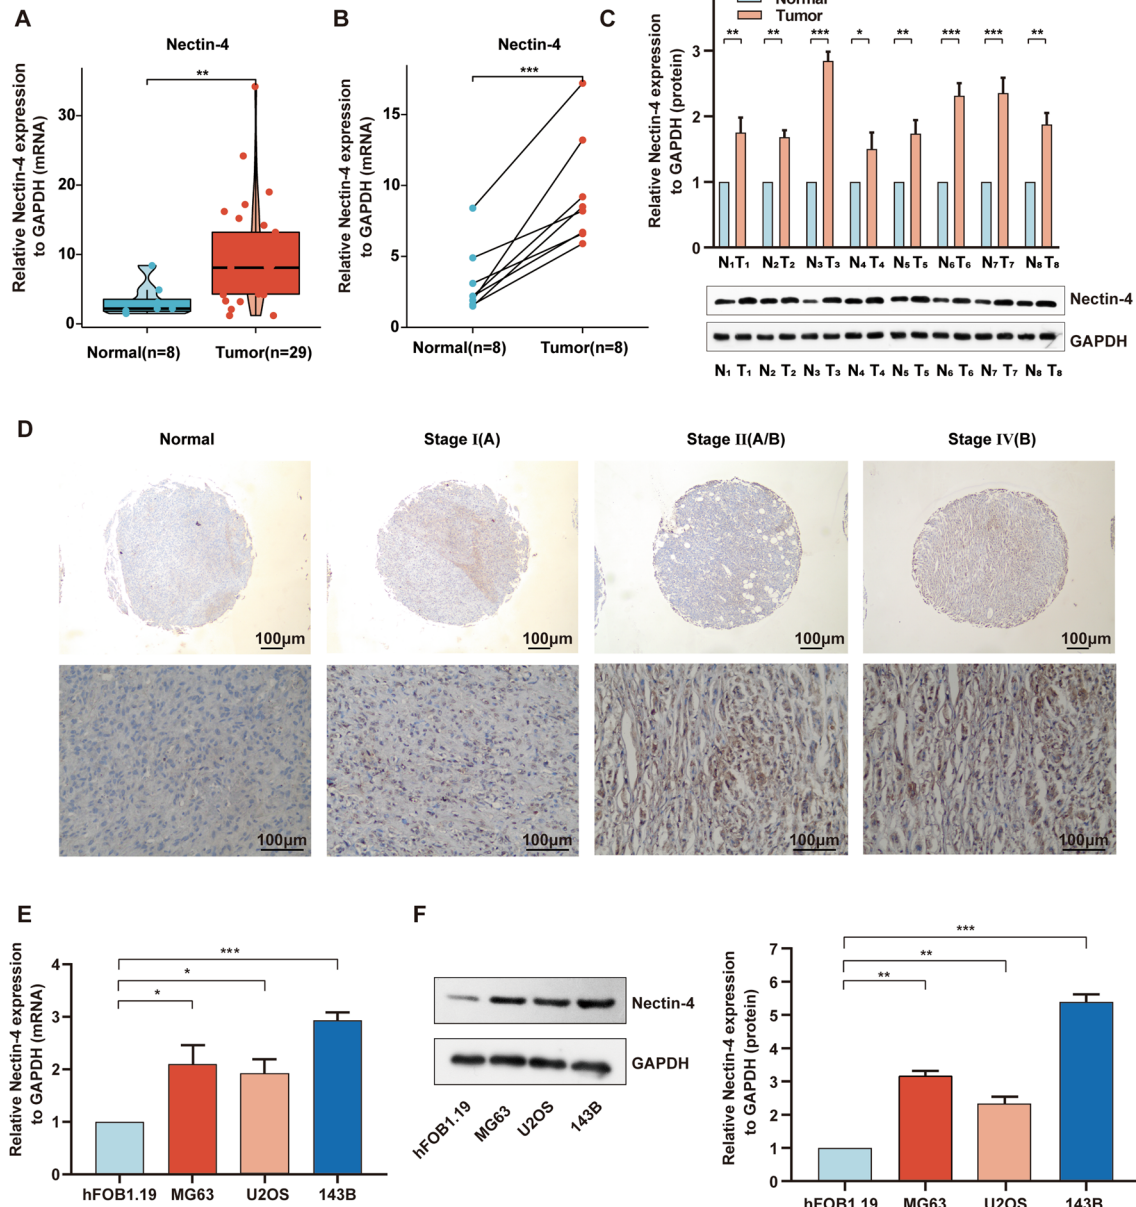 A
B
C
Normal
Tumor
Nectin-4
**
Relative Nectin-4 expression
to GAPDH (mRNA)
30
20
10
0
Normal(n=8)
Tumor(n=29)
Nectin-4
***
Relative Nectin-4 expression
to GAPDH (mRNA)
15
10
5
0
Normal(n=8)
Tumor(n=8)
** ** *** * ** *** *** **
Relative Nectin-4 expression
to GAPDH (protein)
3
2
1
0
N₁T₁ N₂T₂ N₃T₃ N₄T₄ N₅T₅ N₆T₆ N₇T₇ N₈T₈
Nectin-4
GAPDH
N₁ T₁ N₂ T₂ N₃ T₃ N₄ T₄ N₅ T₅ N₆ T₆ N₇ T₇ N₈ T₈
D
Normal
Stage I(A)
Stage II(A/B)
Stage IV(B)
100μm
100μm
100μm
100μm
100μm
100μm
100μm
100μm
E
Relative Nectin-4 expression
to GAPDH (mRNA)
4
3
2
1
0
***
*
*
hFOB1.19
MG63
U2OS
143B
F
Nectin-4
GAPDH
hFOB1.19
MG63
U2OS
143B
Relative Nectin-4 expression
to GAPDH (protein)
7
6
5
4
3
2
1
0
***
**
**
hFOB1.19
MG63
U2OS
143B